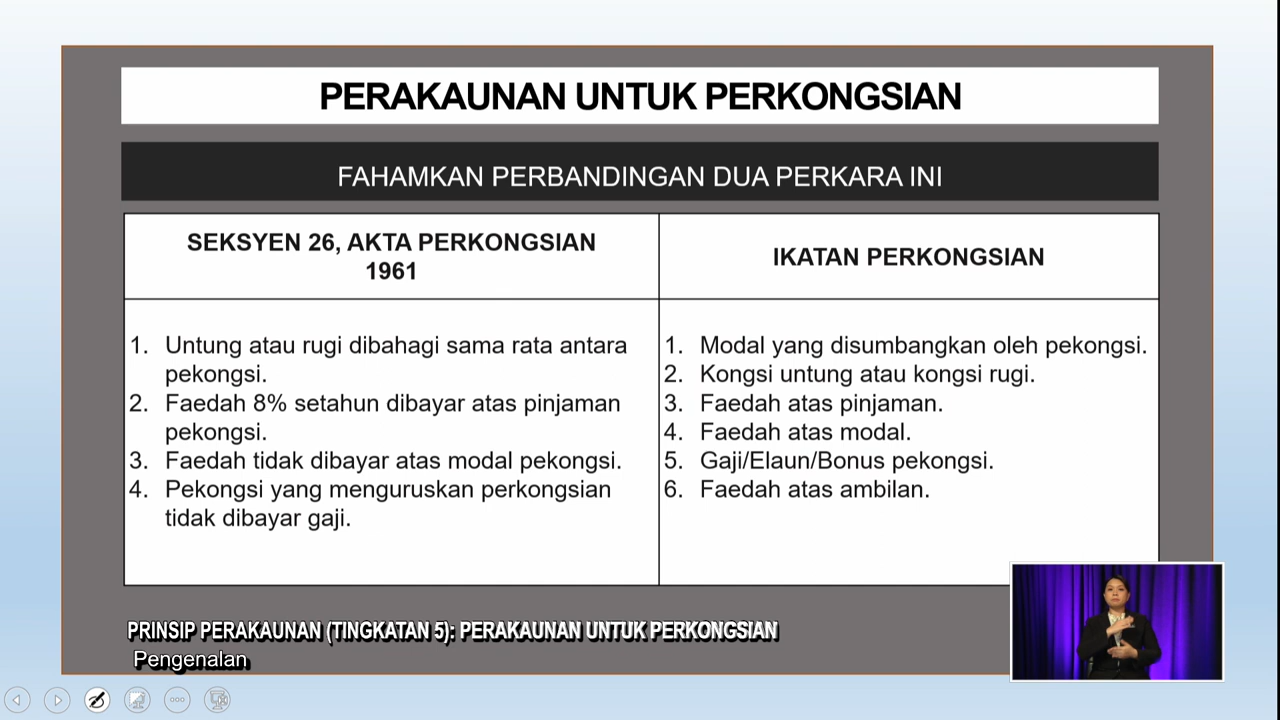 PERAKAUNAN UNTUK PERKONGSIAN
FAHAMKAN PERBANDINGAN DUA PERKARA INI
SEKSYEN 26, AKTA PERKONGSIAN
1961
1. Untung atau rugi dibahagi sama rata antara
pekongsi.
2. Faedah 8% setahun dibayar atas pinjaman
pekongsi.
3. Faedah tidak dibayar atas modal pekongsi.
4. Pekongsi yang menguruskan perkongsian
tidak dibayar gaji.
IKATAN PERKONGSIAN
1. Modal yang disumbangkan oleh pekongsi.
2. Kongsi untung atau kongsi rugi.
3. Faedah atas pinjaman.
4. Faedah atas modal.
5. Gaji/Elaun/Bonus pekongsi.
6. Faedah atas ambilan.
PRINSIP PERAKAUNAN (TINGKATAN 5): PERAKAUNAN UNTUK PERKONGSIAN
Pengenalan